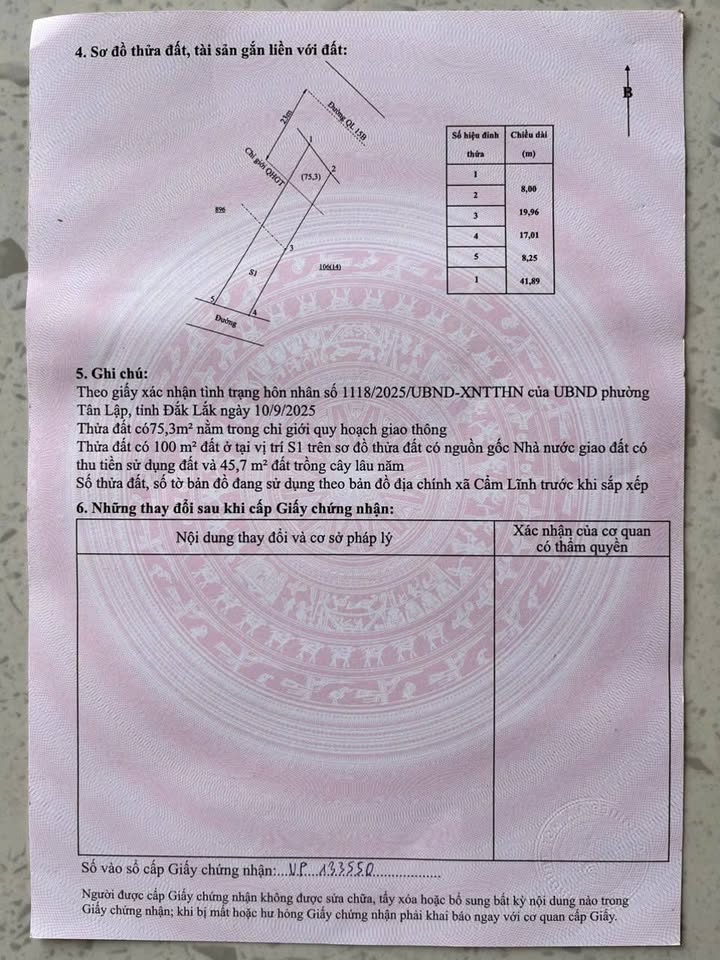 4. Sơ đồ thửa đất, tài sản gắn liền với đất:
B
Đường QL 15B
23m
1
2
(75,3)
Chỉ giới QHGT
896
3
106(14)
S1
5
4
Đường
Số hiệu đỉnh thửa
Chiều dài (m)
1
8,00
2
19,96
3
17,01
4
8,25
5
41,89
1
5. Ghi chú:
Theo giấy xác nhận tình trạng hôn nhân số 1118/2025/UBND-XNTTHN của UBND phường
Tân Lập, tỉnh Đắk Lắk ngày 10/9/2025
Thửa đất có75,3m² nằm trong chỉ giới quy hoạch giao thông
Thửa đất có 100 m² đất ở tại vị trí S1 trên sơ đồ thửa đất có nguồn gốc Nhà nước giao đất có
thu tiền sử dụng đất và 45,7 m² đất trồng cây lâu năm
Số thửa đất, số tờ bản đồ đang sử dụng theo bản đồ địa chính xã Cẩm Lĩnh trước khi sắp xếp
6. Những thay đổi sau khi cấp Giấy chứng nhận:
Nội dung thay đổi và cơ sở pháp lý
Xác nhận của cơ quan
có thẩm quyền
Số vào sổ cấp Giấy chứng nhận:...VP 133550...
Người được cấp Giấy chứng nhận không được sửa chữa, tẩy xóa hoặc bổ sung bất kỳ nội dung nào trong
Giấy chứng nhận; khi bị mất hoặc hư hỏng Giấy chứng nhận phải khai báo ngay với cơ quan cấp Giấy.